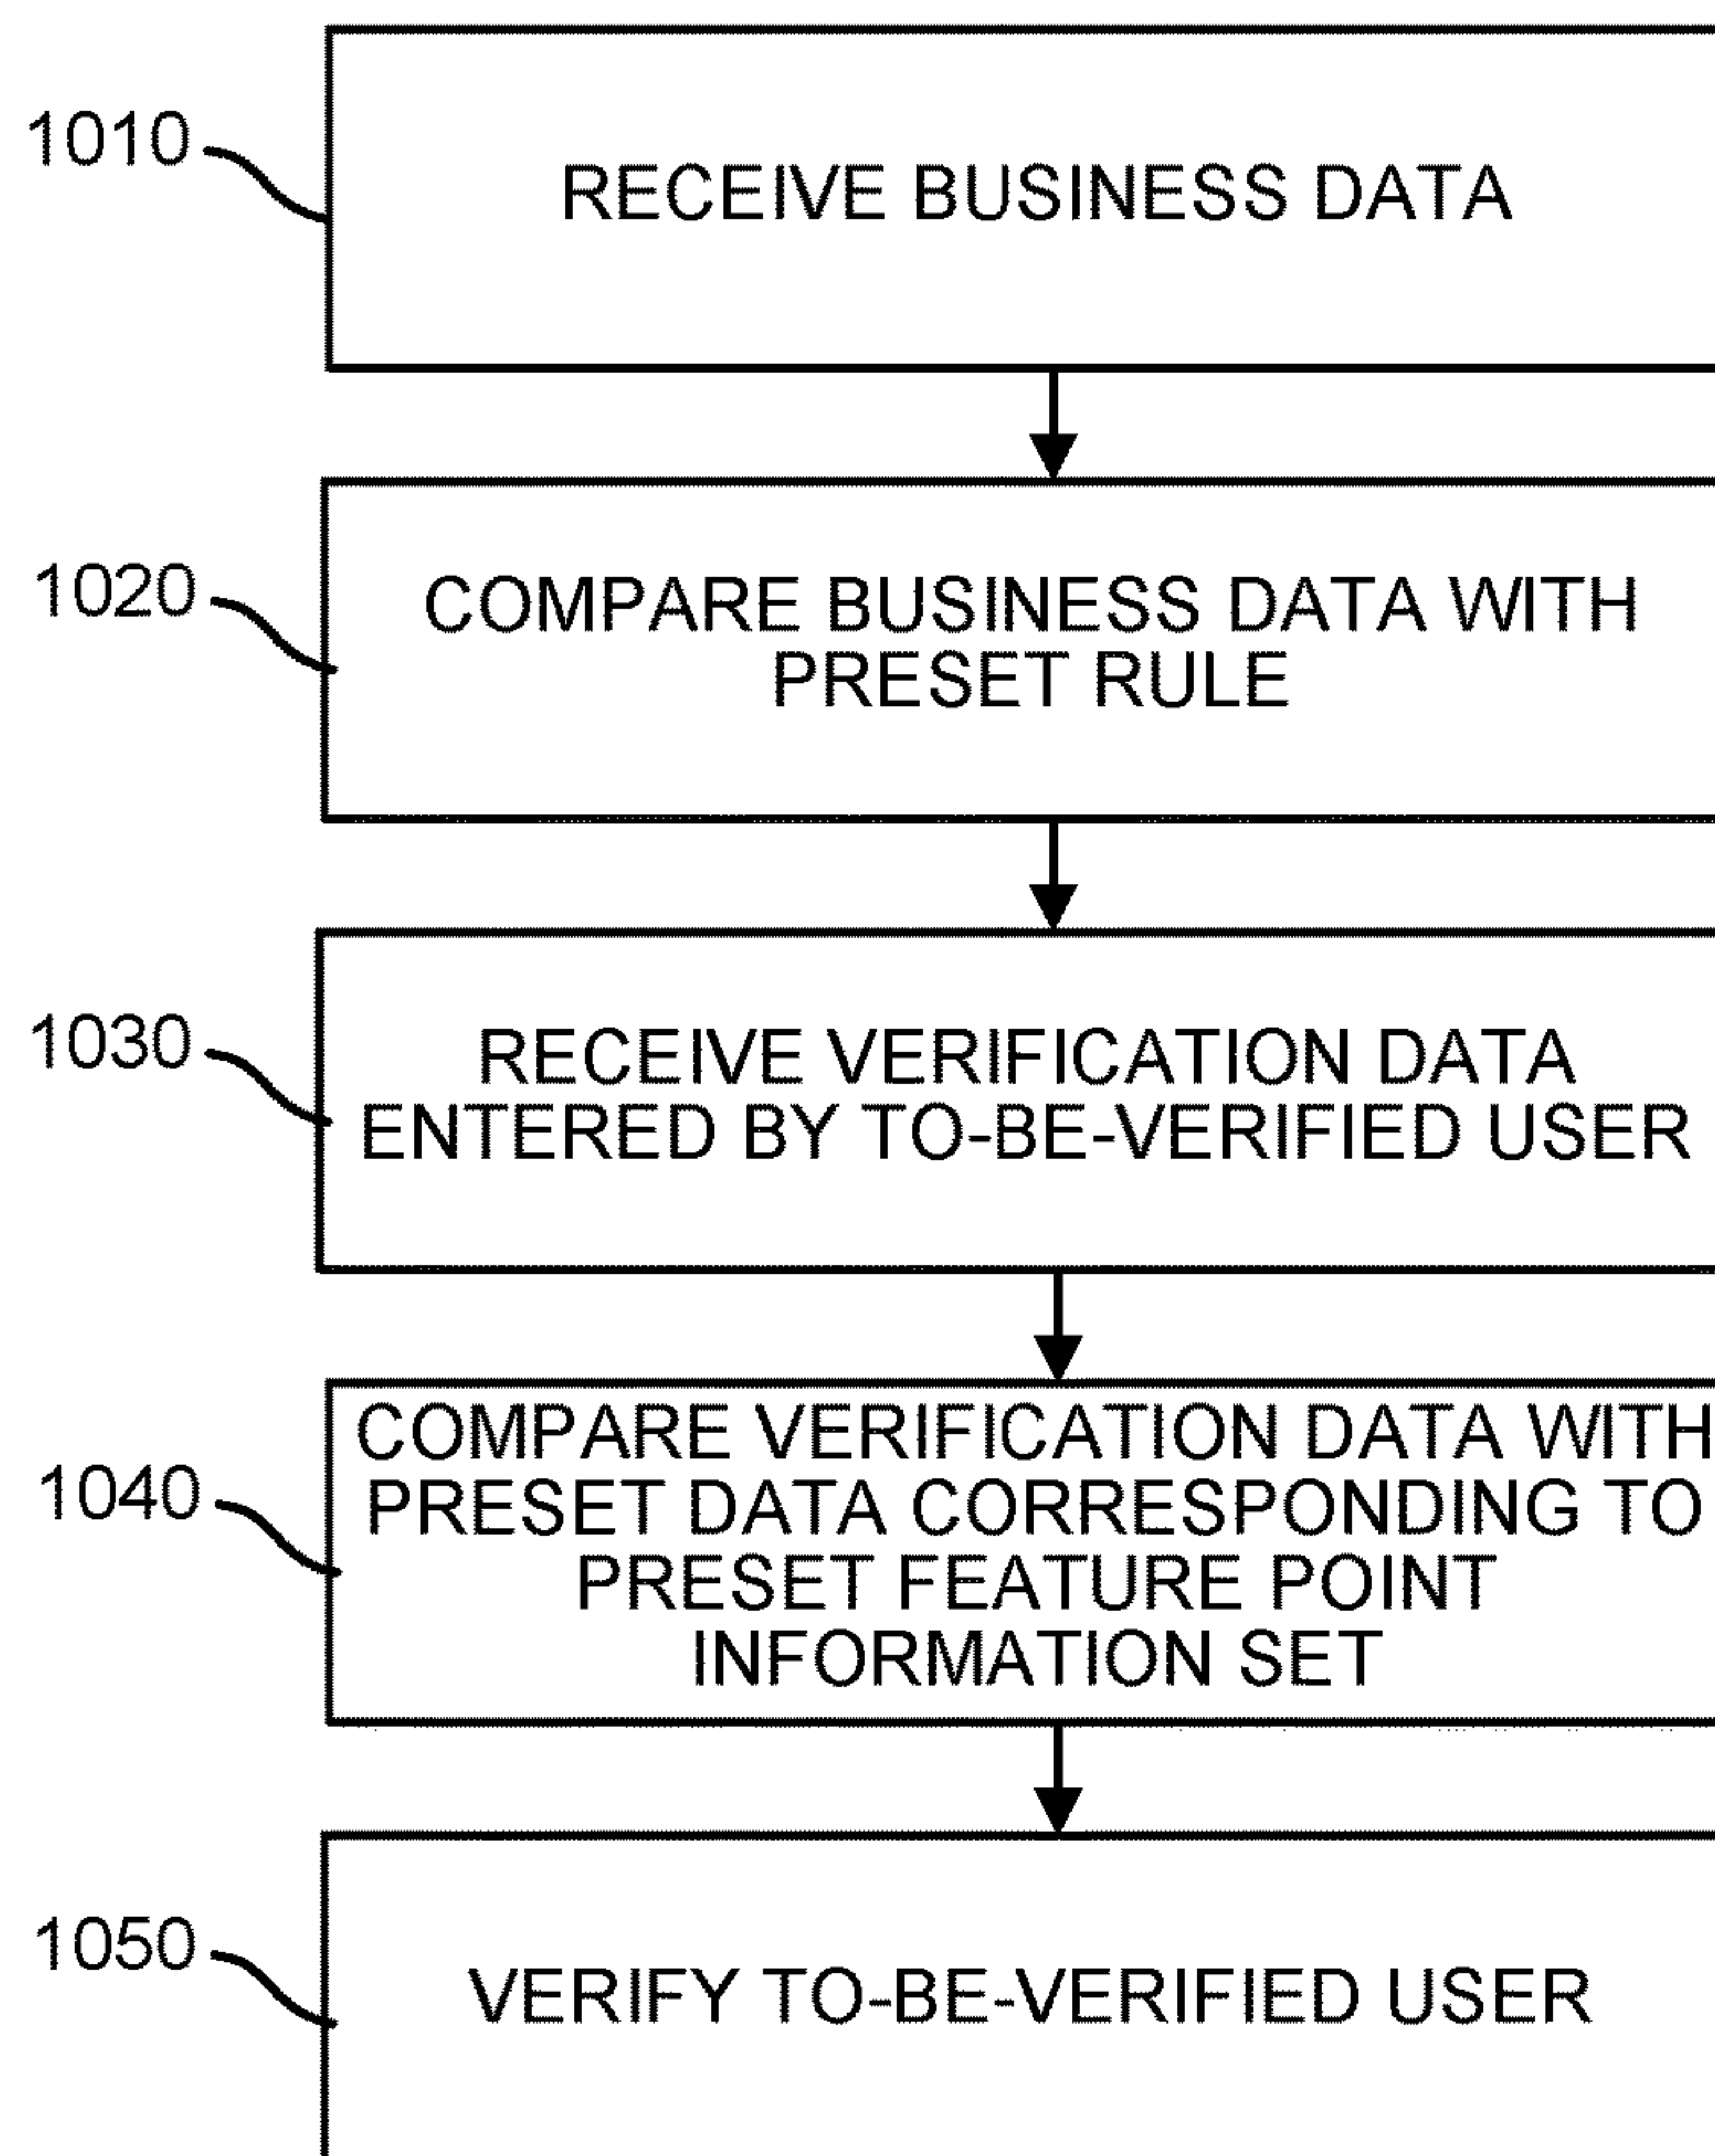 1010
RECEIVE BUSINESS DATA
1020
COMPARE BUSINESS DATA WITH
PRESET RULE
1030
RECEIVE VERIFICATION DATA
ENTERED BY TO-BE-VERIFIED USER
1040
COMPARE VERIFICATION DATA WITH
PRESET DATA CORRESPONDING TO
PRESET FEATURE POINT
INFORMATION SET
1050
VERIFY TO-BE-VERIFIED USER